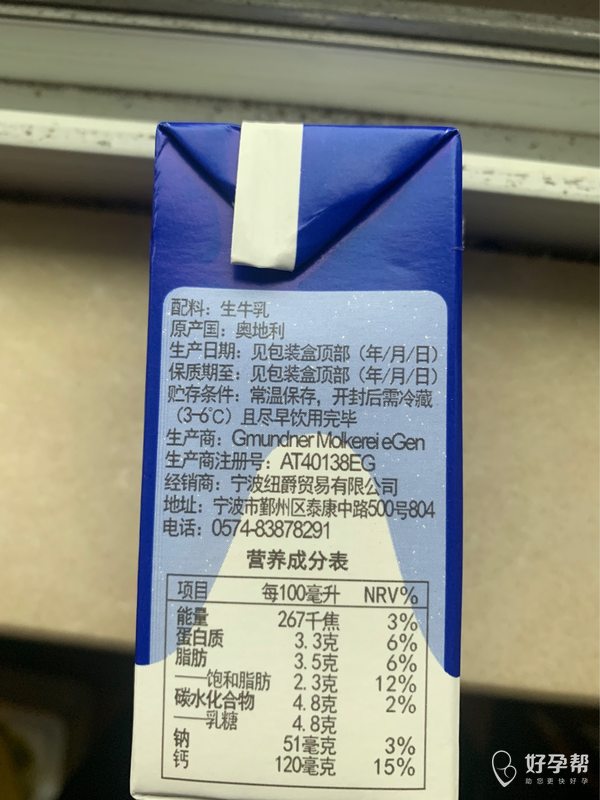 配料：生牛乳
原产国：奥地利
生产日期：见包装盒顶部（年/月/日）
保质期至：见包装盒顶部（年/月/日）
贮存条件：常温保存，开封后需冷藏
（3-6℃）且尽早饮用完毕
生产商：Gmundner Molkerei eGen
生产商注册号：AT40138EG
经销商：宁波纽爵贸易有限公司
地址：宁波市鄞州区泰康中路500号804
电话：0574-83878291
营养成分表
项目 每100毫升 NRV%
能量 267千焦 3%
蛋白质 3.3克 6%
脂肪 3.5克 6%
——饱和脂肪 2.3克 12%
碳水化合物 4.8克 2%
——乳糖 4.8克
钠 51毫克 3%
钙 120毫克 15%
好孕帮
助您更快好孕